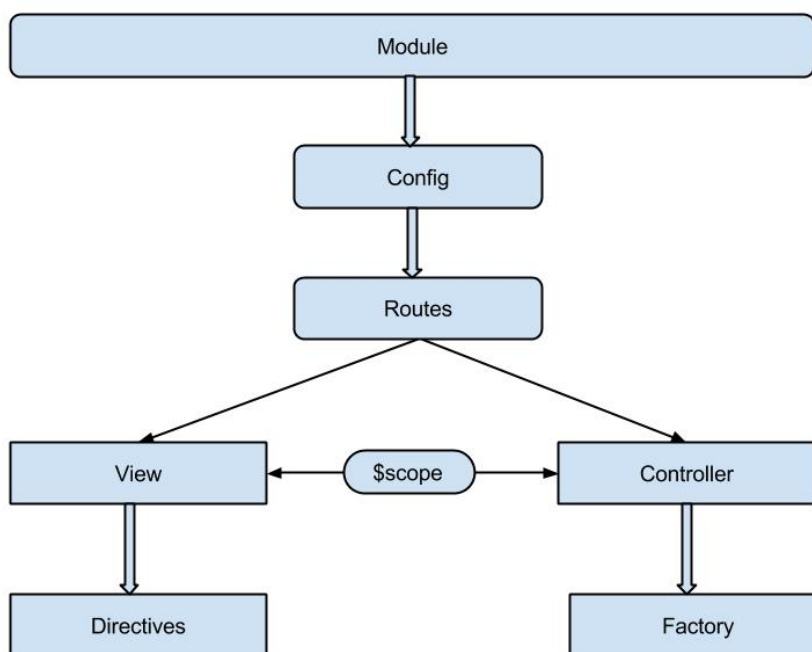 Module
Config
Routes
View
$scope
Controller
Directives
Factory